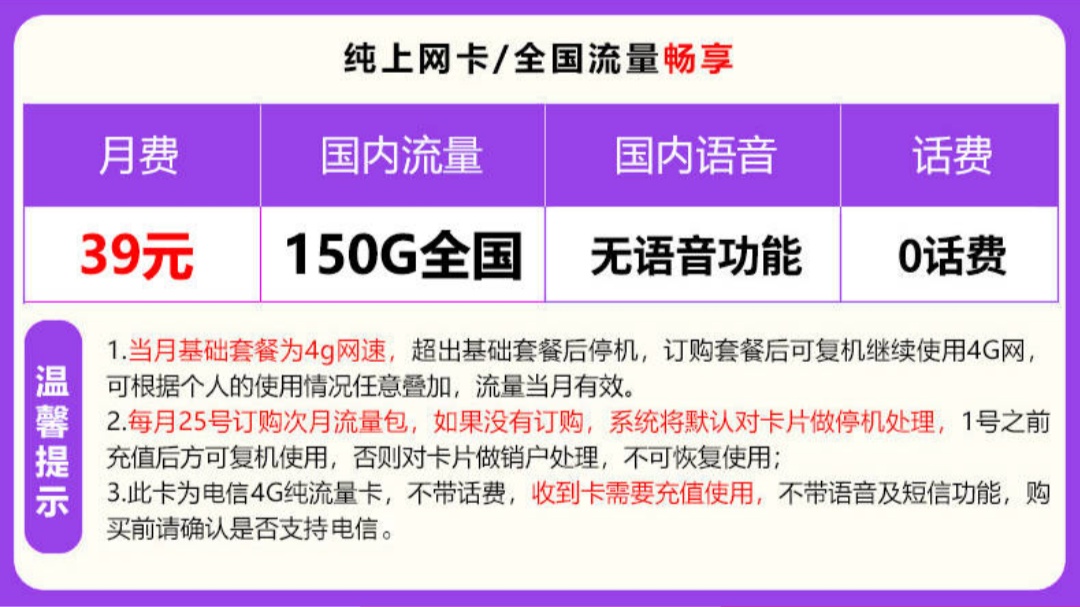 纯上网卡/全国流量畅享
月费 国内流量 国内语音 话费
39元 150G全国 无语音功能 0话费
温馨提示
1.当月基础套餐为4g网速，超出基础套餐后停机，订购套餐后可复机继续使用4G网，
可根据个人的使用情况任意叠加，流量当月有效。
2.每月25号订购次月流量包，如果没有订购，系统将默认对卡片做停机处理，1号之前
充值后方可复机使用，否则对卡片做销户处理，不可恢复使用；
3.此卡为电信4G纯流量卡，不带话费，收到卡需要充值使用，不带语音及短信功能，购
买前请确认是否支持电信。